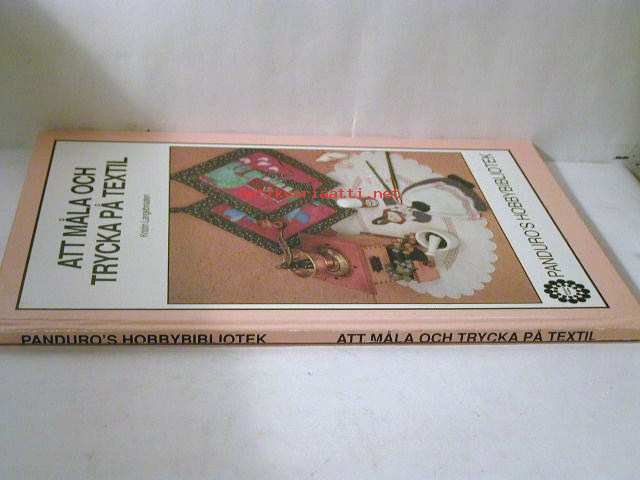 ATT MÅLA OCH
TRYCKA PÅ TEXTIL
PANDURO'S HOBBYBIBLIOTEK
PANDURO'S HOBBYBIBLIOTEK
ATT MÅLA OCH TRYCKA PÅ TEXTIL